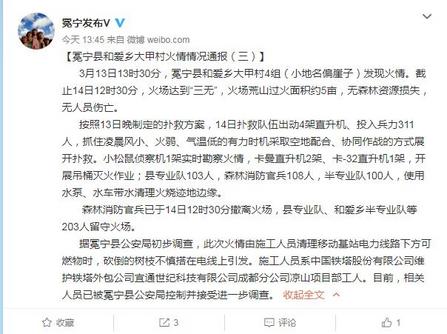 冕宁发布V
今天 13:45 来自 微博 weibo.com
【冕宁县和爱乡大甲村火情情况通报（三）】
3月13日13时30分，冕宁县和爱乡大甲村4组（小地名偏崖子）发现火情。截
止14日12时30分，火场达到“三无”，火场荒山过火面积约5亩，无森林资源损失，
无人员伤亡。
按照13日晚制定的扑救方案，14日扑救队伍出动4架直升机、投入兵力311
人，抓住凌晨风小、火弱、气温低的有力时机采取空地配合、协同作战的方式展
开扑救。小松鼠侦察机1架实时勘察火情，卡曼直升机2架、卡-32直升机1架，开
展吊桶灭火作业；县专业队103人，森林消防官兵108人，半专业队100人，使用
水泵、水车带水清理火烧迹地边缘。
森林消防官兵已于14日12时30分撤离火场，县专业队、和爱乡半专业队等
203人留守火场。
据冕宁县公安局初步调查，此次火情由施工人员清理移动基站电力线路下方可
燃物时，砍倒的树枝不慎搭在电线上引发。施工人员系中国铁塔股份有限公司维
护铁塔外包公司宜通世纪科技有限公司成都分公司凉山项目部工人。目前，相关
人员已被冕宁县公安局控制并接受进一步调查。 收起全文
收藏 3 评论 1